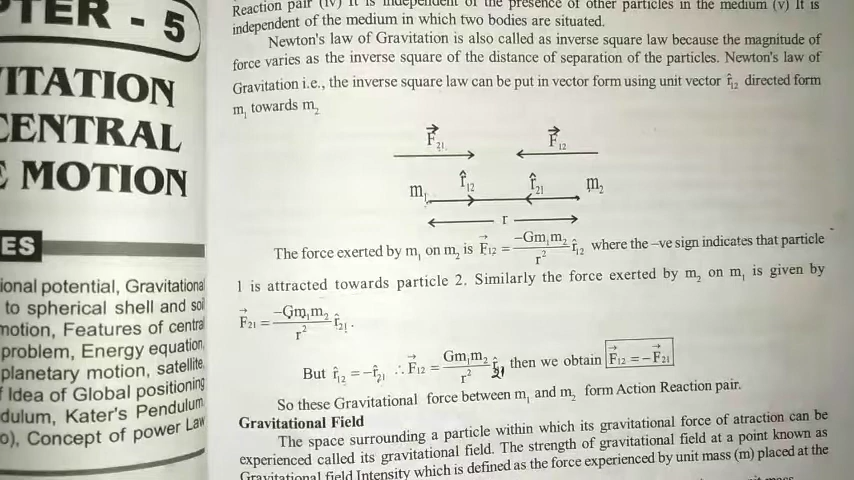 PTER - 5
ITATION
CENTRAL
MOTION
ES
ional potential, Gravitational
to spherical shell and
motion, Features of central
problem, Energy equation,
planetary motion, satellite,
Idea of Global positioning
dulum, Kater's Pendulum
o), Concept of power Law
Reaction pair (iv) It is independent of the presence of other particles in the medium (v) It is
independent of the medium in which two bodies are situated.
Newton's law of Gravitation is also called as inverse square law because the magnitude of
force varies as the inverse square of the distance of separation of the particles. Newton's law of
Gravitation i.e., the inverse square law can be put in vector form using unit vector r̂₁₂ directed form
m₁ towards m₂
F⃗₂₁ F⃗₁₂
m₁ r̂₁₂ r̂₂₁ m₂
r
The force exerted by m₁ on m₂ is F⃗₁₂ = −Gm₁m₂/r² r̂₁₂ where the –ve sign indicates that particle
1 is attracted towards particle 2. Similarly the force exerted by m₂ on m₁ is given by
F⃗₂₁ = −Gm₁m₂/r² r̂₂₁.
But r̂₁₂ = −r̂₂₁ ∴ F⃗₁₂ = Gm₁m₂/r² r̂₂₁ then we obtain F⃗₁₂ = −F⃗₂₁
So these Gravitational force between m₁ and m₂ form Action Reaction pair.
Gravitational Field
The space surrounding a particle within which its gravitational force of atraction can be
experienced called its gravitational field. The strength of gravitational field at a point known as
Gravitational field Intensity which is defined as the force experienced by unit mass (m) placed at the